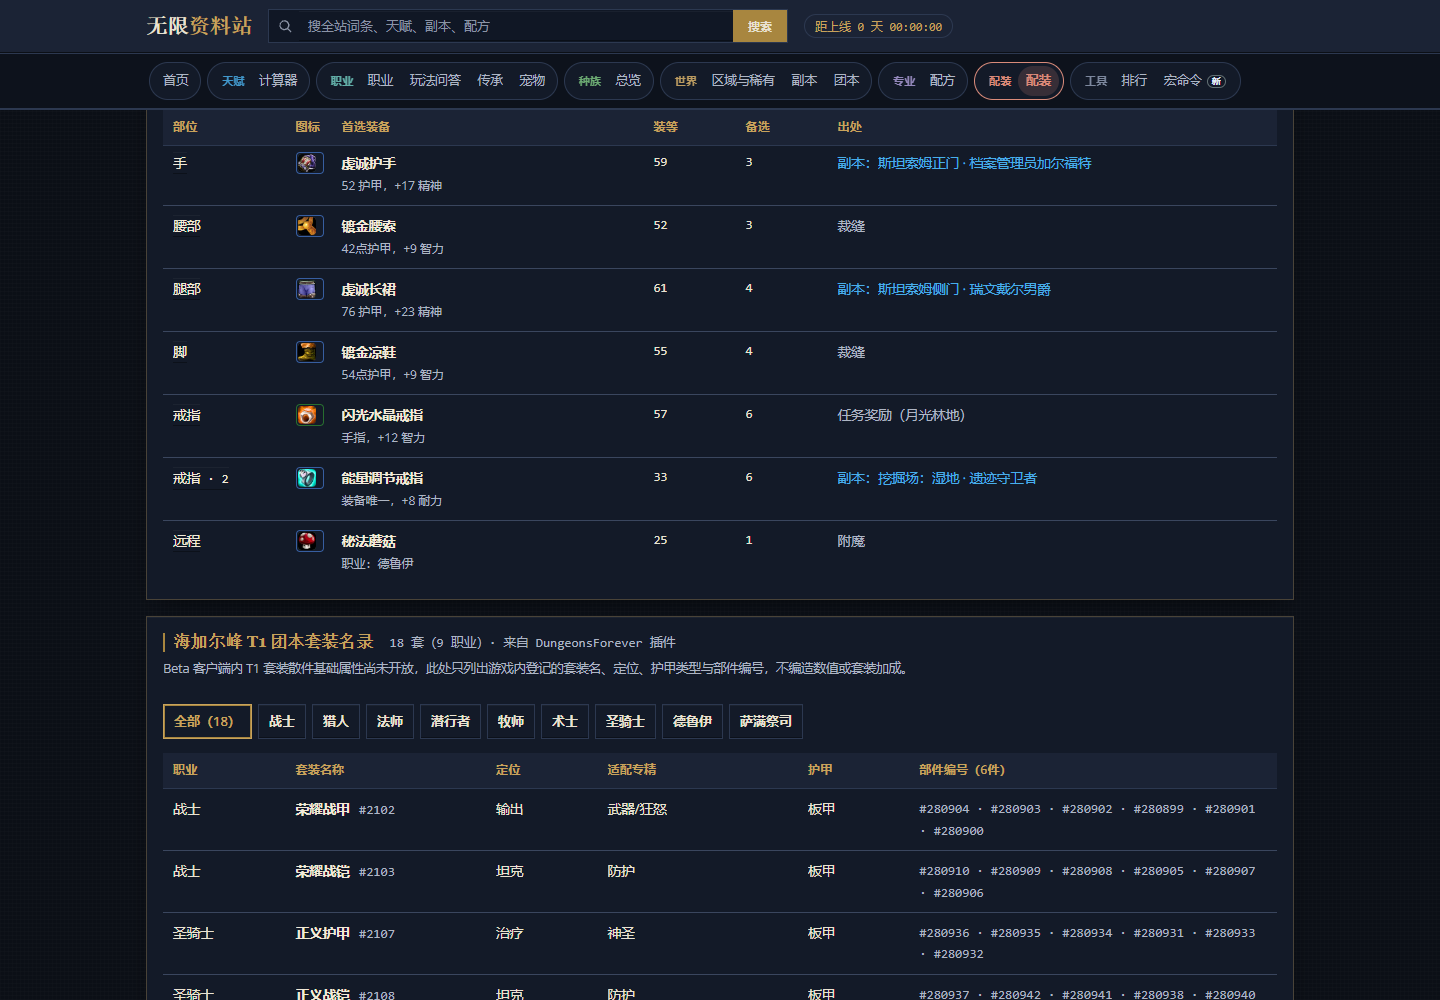 无限资料站
搜全站词条、天赋、副本、配方
搜索
距上线 0 天 00:00:00
首页 天赋 计算器 职业 职业 玩法问答 传承 宠物 种族 总览 世界 区域与稀有 副本 团本 专业 配方 配装 配装 工具 排行 宏命令 新
部位 图标 首选装备 装等 备选 出处
手 虔诚护手 59 3 副本：斯坦索姆正门 · 档案管理员加尔福特
52 护甲，+17 精神
腰部 镀金腰索 52 3 裁缝
42点护甲，+9 智力
腿部 虔诚长裙 61 4 副本：斯坦索姆侧门 · 瑞文戴尔男爵
76 护甲，+23 精神
脚 镀金凉鞋 55 4 裁缝
54点护甲，+9 智力
戒指 闪光水晶戒指 57 6 任务奖励（月光林地）
手指，+12 智力
戒指 · 2 能量调节戒指 33 6 副本：挖掘场：湿地 · 遗迹守卫者
装备唯一，+8 耐力
远程 秘法蘑菇 25 1 附魔
职业：德鲁伊
海加尔峰 T1 团本套装名录 18 套（9 职业）· 来自 DungeonsForever 插件
Beta 客户端内 T1 套装散件基础属性尚未开放，此处只列出游戏内登记的套装名、定位、护甲类型与部件编号，不编造数值或套装加成。
全部（18） 战士 猎人 法师 潜行者 牧师 术士 圣骑士 德鲁伊 萨满祭司
职业 套装名称 定位 适配专精 护甲 部件编号（6件）
战士 荣耀战甲 #2102 输出 武器/狂怒 板甲 #280904 · #280903 · #280902 · #280899 · #280901
· #280900
战士 荣耀战铠 #2103 坦克 防护 板甲 #280910 · #280909 · #280908 · #280905 · #280907
· #280906
圣骑士 正义护甲 #2107 治疗 神圣 板甲 #280936 · #280935 · #280934 · #280931 · #280933
· #280932
圣骑士 正义战铠 #2108 坦克 防护 板甲 #280937 · #280942 · #280941 · #280938 · #280940